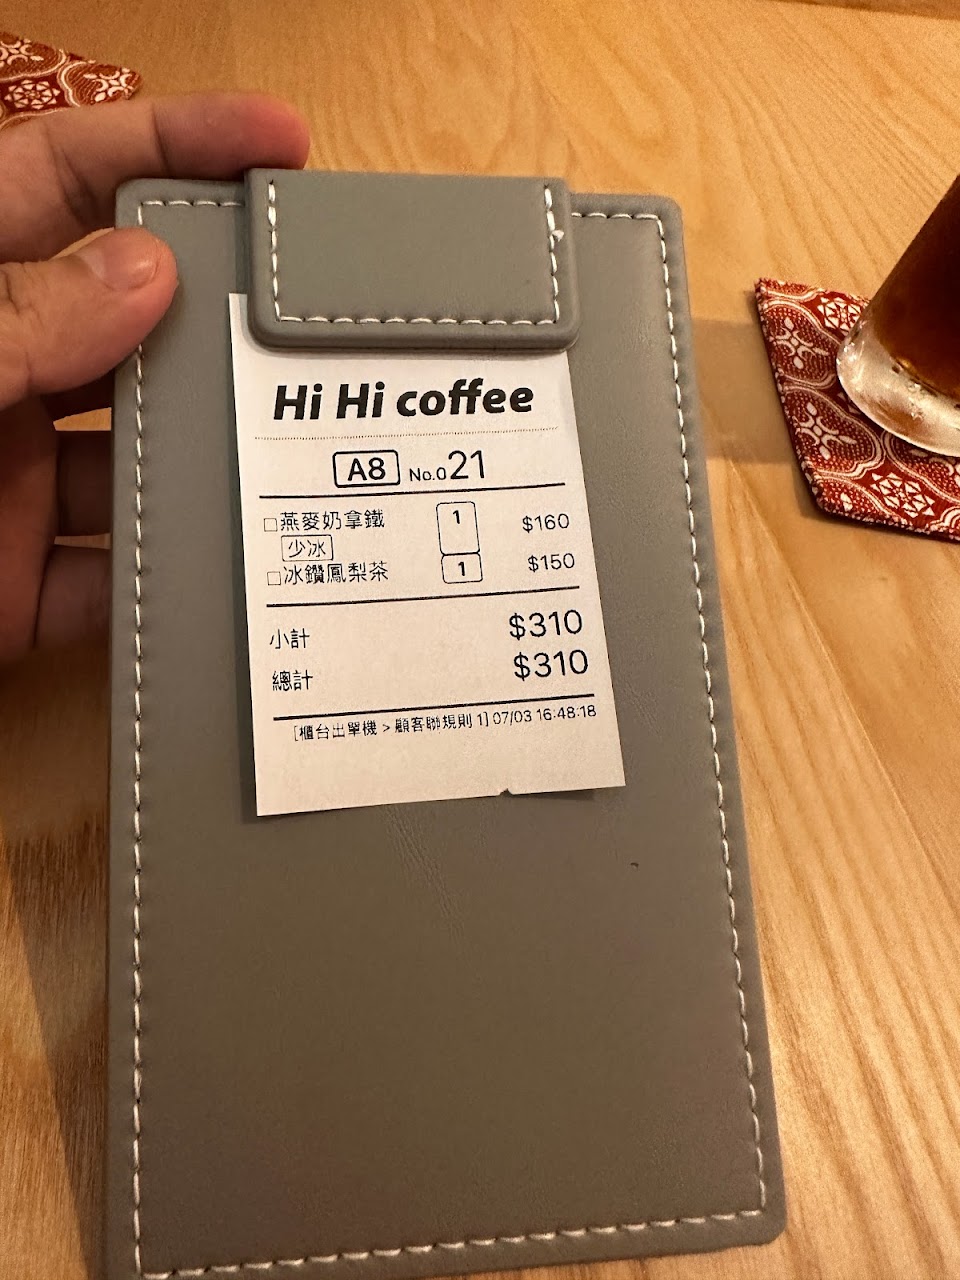 Hi Hi coffee
A8 No.021
□燕麥奶拿鐵 1 $160
少冰
□冰鑽鳳梨茶 1 $150
小計 $310
總計 $310
[櫃台出單機 > 顧客聯規則 1] 07/03 16:48:18